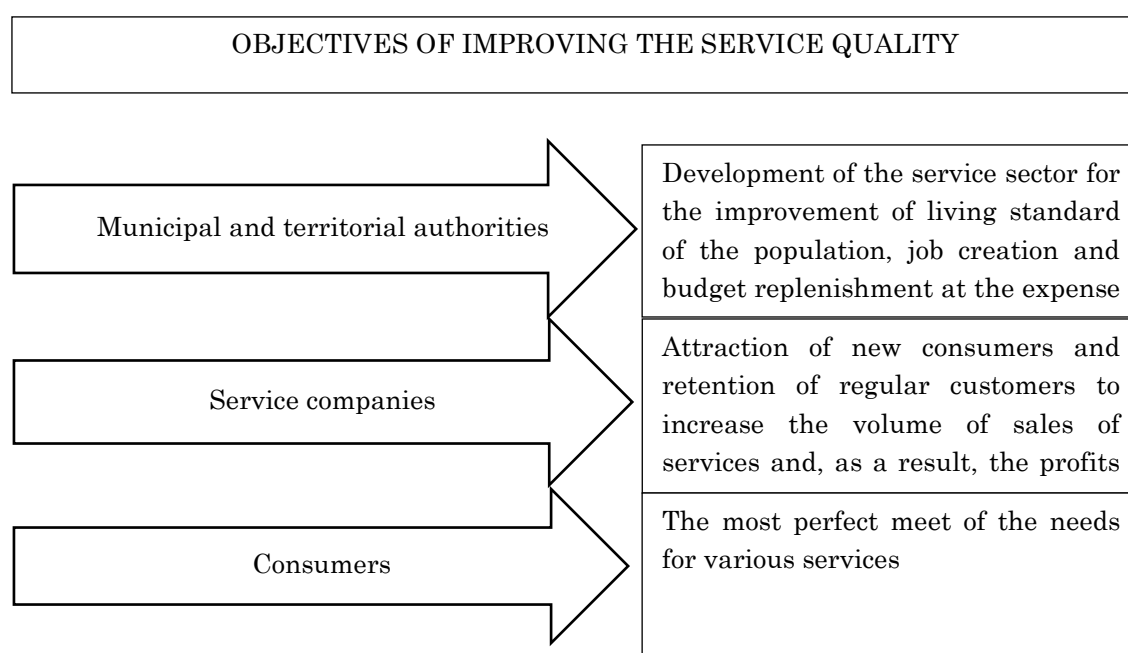 OBJECTIVES OF IMPROVING THE SERVICE QUALITY
Municipal and territorial authorities
Development of the service sector for
the improvement of living standard
of the population, job creation and
budget replenishment at the expense
Service companies
Attraction of new consumers and
retention of regular customers to
increase the volume of sales of
services and, as a result, the profits
Consumers
The most perfect meet of the needs
for various services